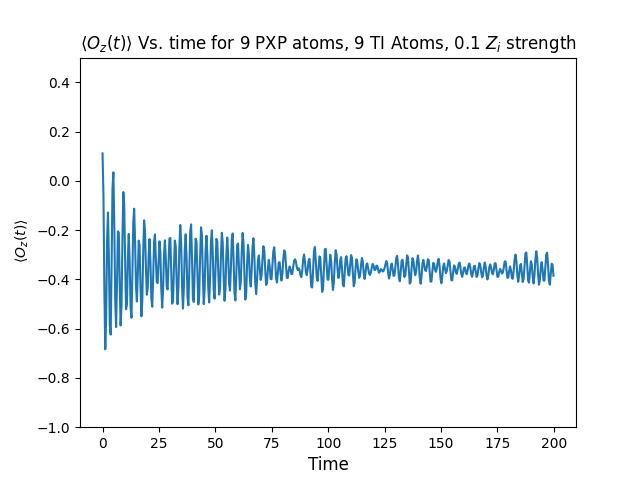 ⟨O_z(t)⟩ Vs. time for 9 PXP atoms, 9 TI Atoms, 0.1 Z_i strength
0.4
0.2
0.0
−0.2
−0.4
−0.6
−0.8
−1.0
⟨O_z(t)⟩
0 25 50 75 100 125 150 175 200
Time